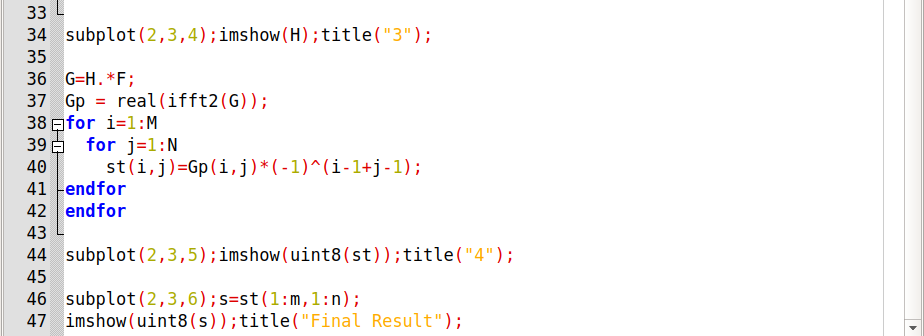 33
34 subplot(2,3,4);imshow(H);title("3");
35
36 G=H.*F;
37 Gp = real(ifft2(G));
38 for i=1:M
39   for j=1:N
40     st(i,j)=Gp(i,j)*(-1)^(i-1+j-1);
41 endfor
42 endfor
43
44 subplot(2,3,5);imshow(uint8(st));title("4");
45
46 subplot(2,3,6);s=st(1:m,1:n);
47 imshow(uint8(s));title("Final Result");